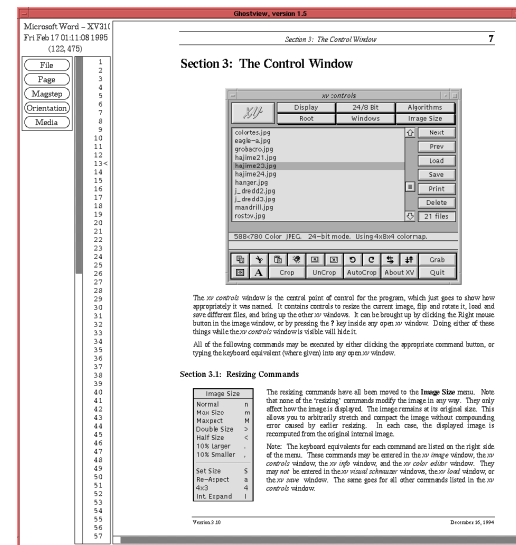 Ghostview, version 1.5
Microsoft Word - XV31(
Fri Feb 17 01:11:08 1995
(122, 475)
File
Page
Magstep
Orientation
Media
1
2
3
4
5
6
7
8
9
10
11
12
13<
14
15
16
17
18
19
20
21
22
23
24
25
26
27
28
29
30
31
32
33
34
35
36
37
38
39
40
41
42
43
44
45
46
47
48
49
50
51
52
53
54
55
56
57
Section 3: The Control Window 7
Section 3: The Control Window
xv controls
XV
Display 24/8 Bit Algorithms
Root Windows Image Size
colortes.jpg
eagle-a.jpg
grobacro.jpg
hajime21.jpg
hajime23.jpg
hajime24.jpg
hanger.jpg
j_dredd2.jpg
j_dredd3.jpg
mandrill.jpg
rostov.jpg
Next
Prev
Load
Save
Print
Delete
21 files
588x780 Color JPEG. 24-bit mode. Using 4x8x4 colormap.
Grab
A Crop UnCrop AutoCrop About XV Quit
The xv controls window is the central point of control for the program, which just goes to show how
appropriately it was named. It contains controls to resize the current image, flip and rotate it, load and
save different files, and bring up the other xv windows. It can be brought up by clicking the Right mouse
button in the image window, or by pressing the ? key inside any open xv window. Doing either of these
things while the xv controls window is visible will hide it.
All of the following commands may be executed by either clicking the appropriate command button, or
typing the keyboard equivalent (where given) into any open xv window.
Section 3.1: Resizing Commands
Image Size
Normal n
Max Size m
Maxpect M
Double Size >
Half Size <
10% Larger .
10% Smaller ,
Set Size S
Re-Aspect a
4x3 4
Int. Expand I
The resizing commands have all been moved to the Image Size menu. Note
that none of the 'resizing' commands modify the image in any way. They only
affect how the image is displayed. The image remains at its original size. This
allows you to arbitrarily stretch and compact the image without compounding
error caused by earlier resizing. In each case, the displayed image is
recomputed from the original internal image.
Note: The keyboard equivalents for each command are listed on the right side
of the menu. These commands may be entered in the xv image window, the xv
controls window, the xv info window, and the xv color editor window. They
may not be entered in the xv visual schnauzer windows, the xv load window, or
the xv save window. The same goes for all other commands listed in the xv
controls window.
Version 3.10 December 16, 1994